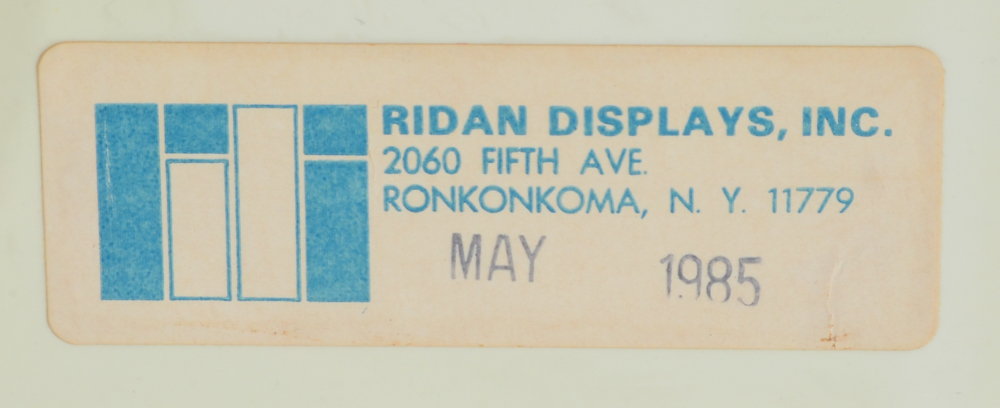 RIDAN DISPLAYS, INC.
2060 FIFTH AVE.
RONKONKOMA, N. Y. 11779
MAY 1985